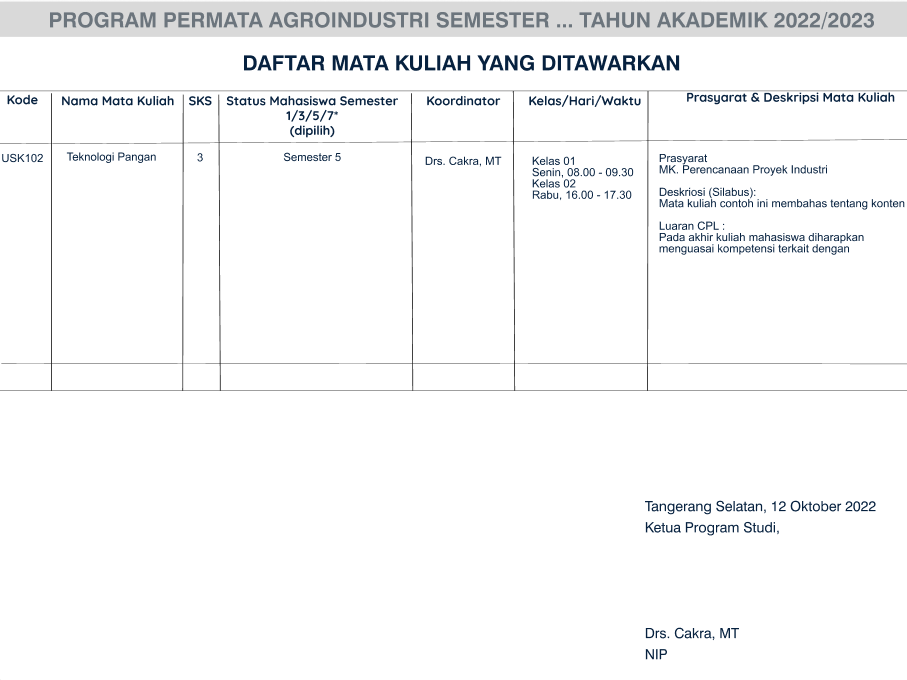 PROGRAM PERMATA AGROINDUSTRI SEMESTER ... TAHUN AKADEMIK 2022/2023
DAFTAR MATA KULIAH YANG DITAWARKAN
Kode
Nama Mata Kuliah
SKS
Status Mahasiswa Semester
1/3/5/7*
(dipilih)
Koordinator
Kelas/Hari/Waktu
Prasyarat & Deskripsi Mata Kuliah
USK102
Teknologi Pangan
3
Semester 5
Drs. Cakra, MT
Kelas 01
Senin, 08.00 - 09.30
Kelas 02
Rabu, 16.00 - 17.30
Prasyarat
MK. Perencanaan Proyek Industri
Deskriosi (Silabus):
Mata kuliah contoh ini membahas tentang konten
Luaran CPL :
Pada akhir kuliah mahasiswa diharapkan
menguasai kompetensi terkait dengan
Tangerang Selatan, 12 Oktober 2022
Ketua Program Studi,
Drs. Cakra, MT
NIP